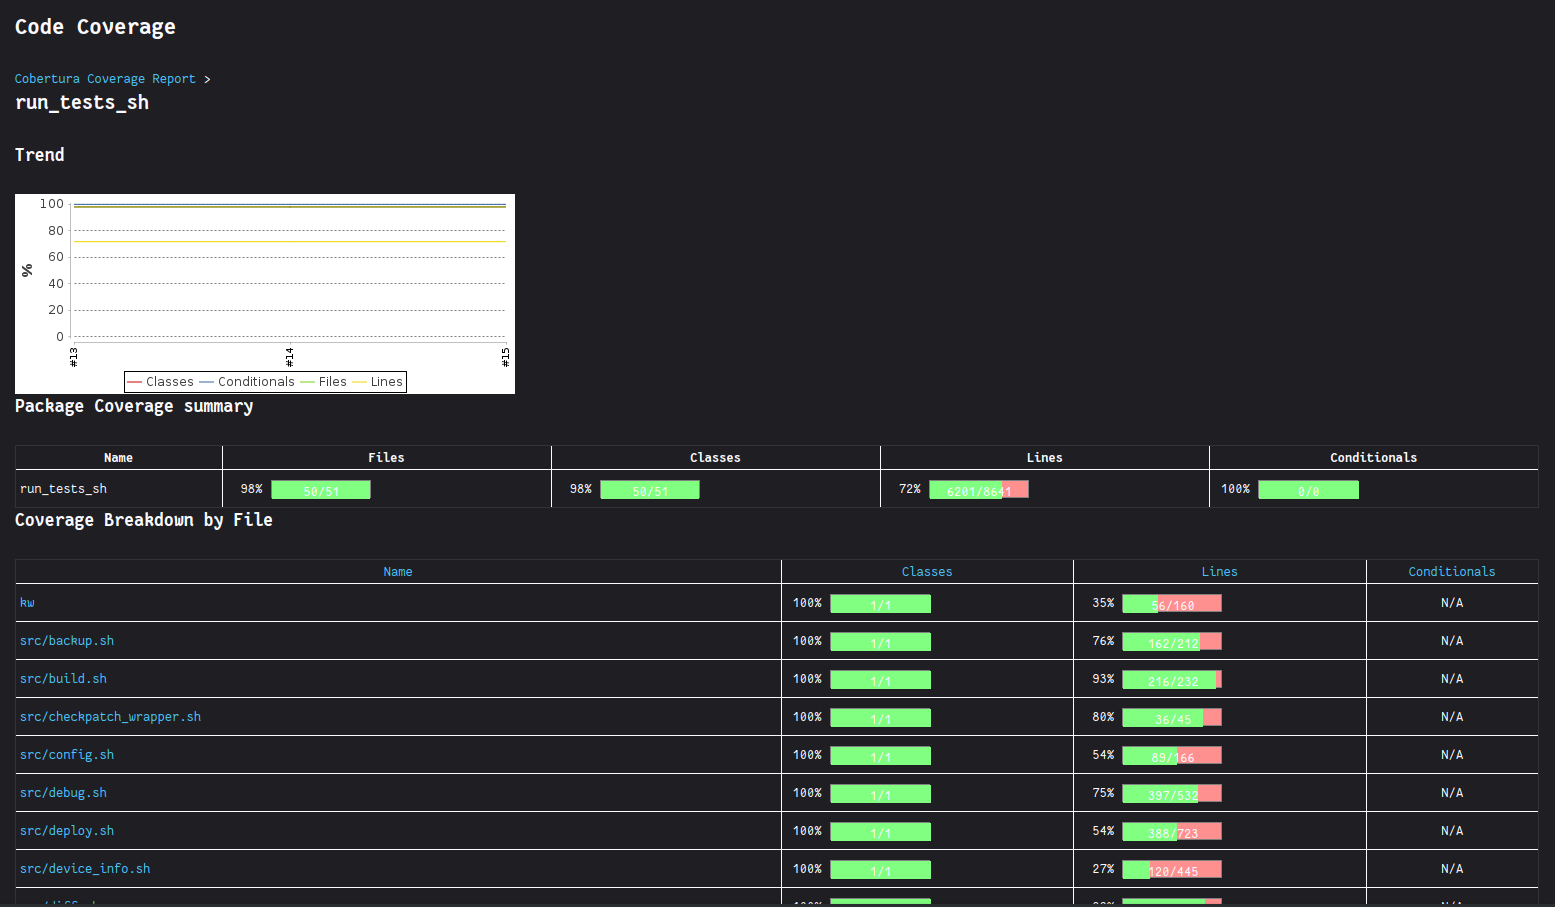 Code Coverage
Cobertura Coverage Report >
run_tests_sh
Trend
100
80
60
40
20
0
%
#13 #14 #15
Classes Conditionals Files Lines
Package Coverage summary
Name Files Classes Lines Conditionals
run_tests_sh 98% 50/51 98% 50/51 72% 6201/8641 100% 0/0
Coverage Breakdown by File
Name Classes Lines Conditionals
kw 100% 1/1 35% 56/160 N/A
src/backup.sh 100% 1/1 76% 162/212 N/A
src/build.sh 100% 1/1 93% 216/232 N/A
src/checkpatch_wrapper.sh 100% 1/1 80% 36/45 N/A
src/config.sh 100% 1/1 54% 89/166 N/A
src/debug.sh 100% 1/1 75% 397/532 N/A
src/deploy.sh 100% 1/1 54% 388/723 N/A
src/device_info.sh 100% 1/1 27% 120/445 N/A